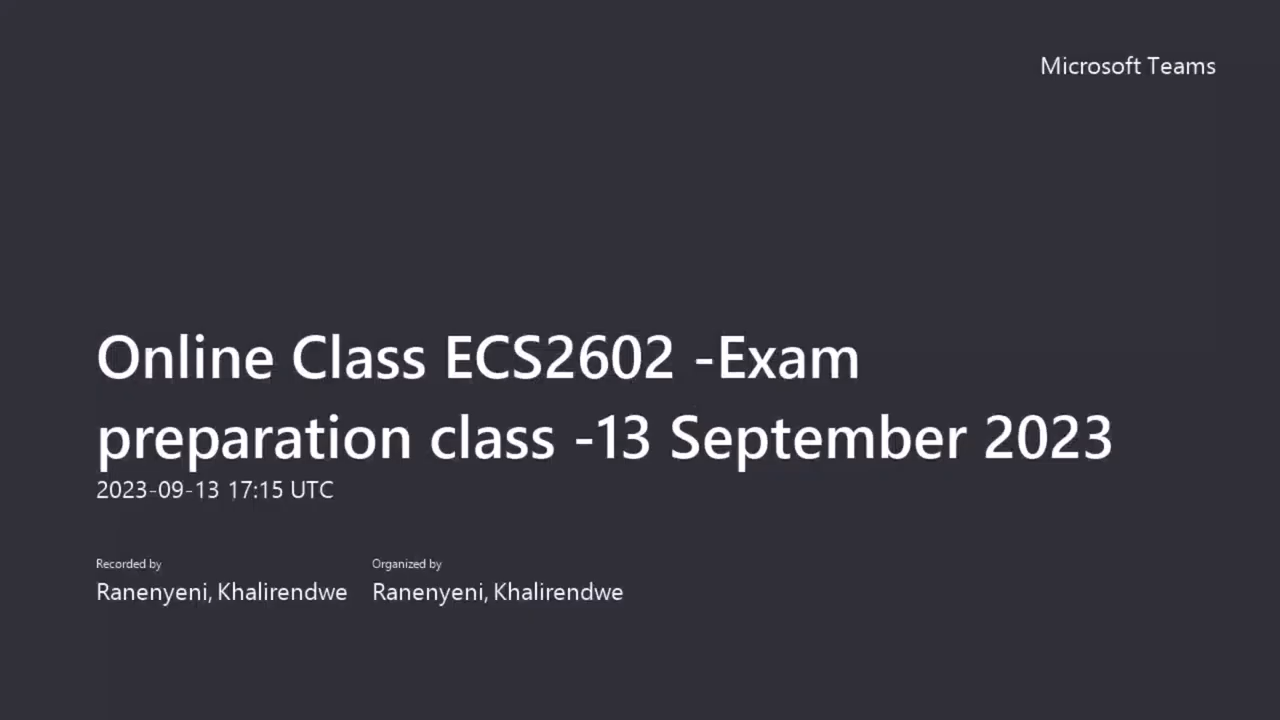 Microsoft Teams
Online Class ECS2602 -Exam
preparation class -13 September 2023
2023-09-13 17:15 UTC
Recorded by Organized by
Ranenyeni, Khalirendwe Ranenyeni, Khalirendwe